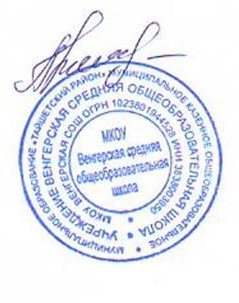 МУНИЦИПАЛЬНОЕ ОБРАЗОВАНИЕ «ТАЙШЕТСКИЙ РАЙОН» МУНИЦИПАЛЬНОЕ КАЗЕННОЕ ОБЩЕОБРАЗОВАТЕЛЬНОЕ
УЧРЕЖДЕНИЕ ВЕНГЕРСКАЯ СРЕДНЯЯ ОБЩЕОБРАЗОВАТЕЛЬНАЯ ШКОЛА
МКОУ ВЕНГЕРСКАЯ СОШ ОГРН ИНН
МКОУ
Венгерская средняя
общеобразовательная
школа